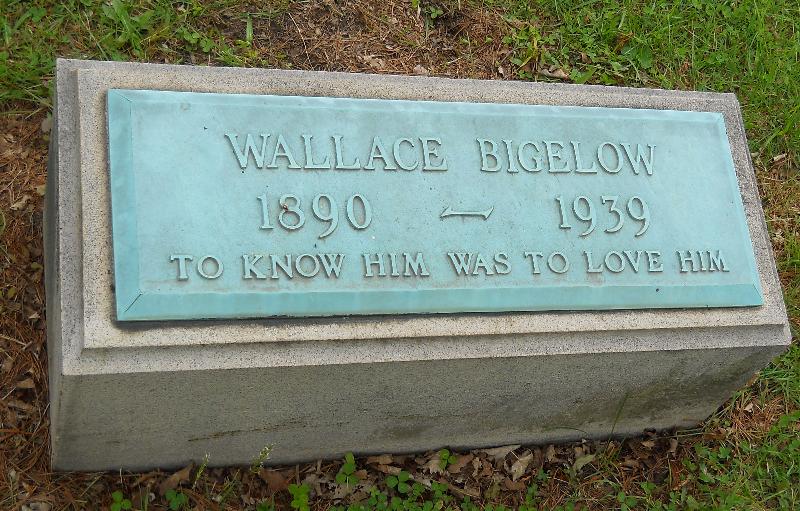 WALLACE BIGELOW
1890 — 1939
TO KNOW HIM WAS TO LOVE HIM